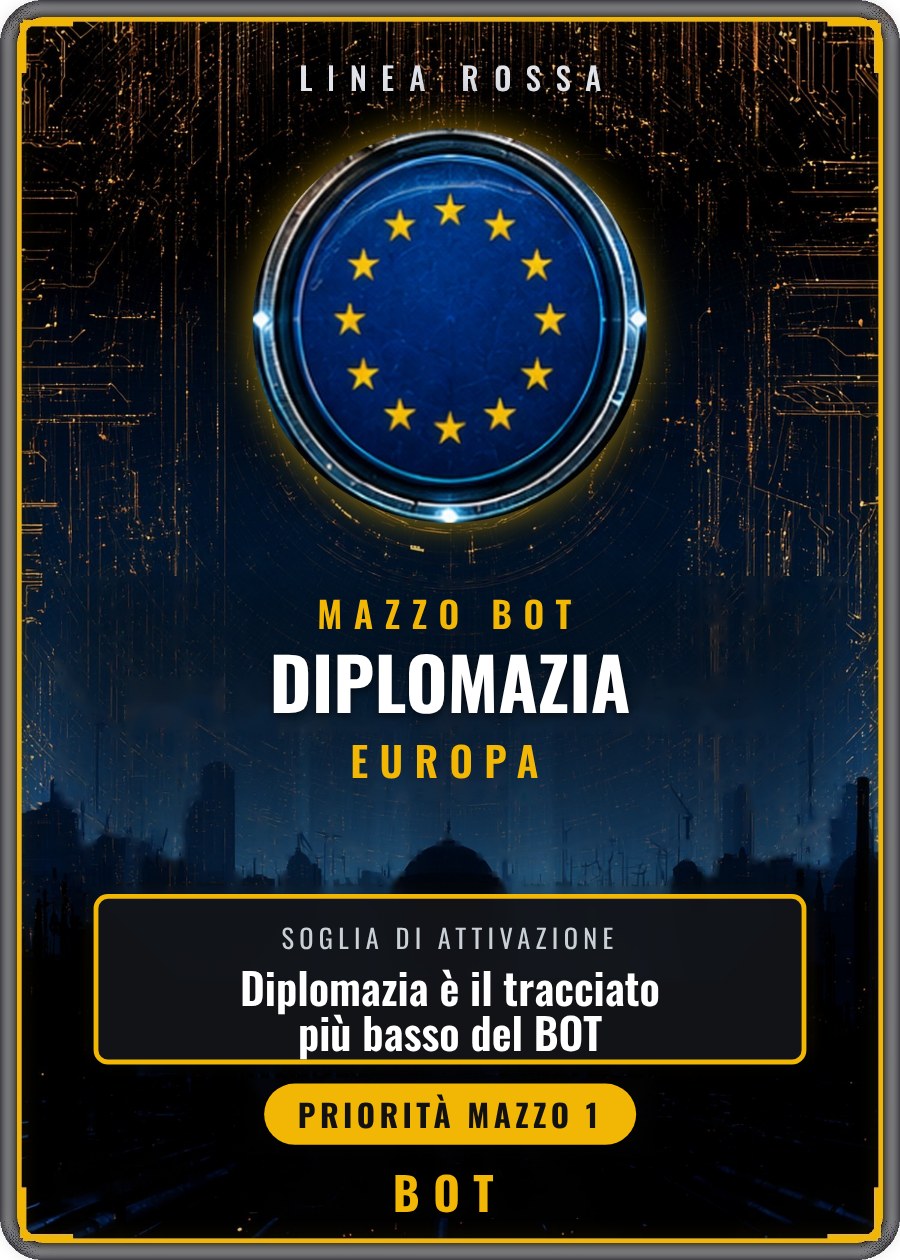 LINEA ROSSA
MAZZO BOT
DIPLOMAZIA
EUROPA
SOGLIA DI ATTIVAZIONE
Diplomazia è il tracciato
più basso del BOT
PRIORITÀ MAZZO 1
BOT